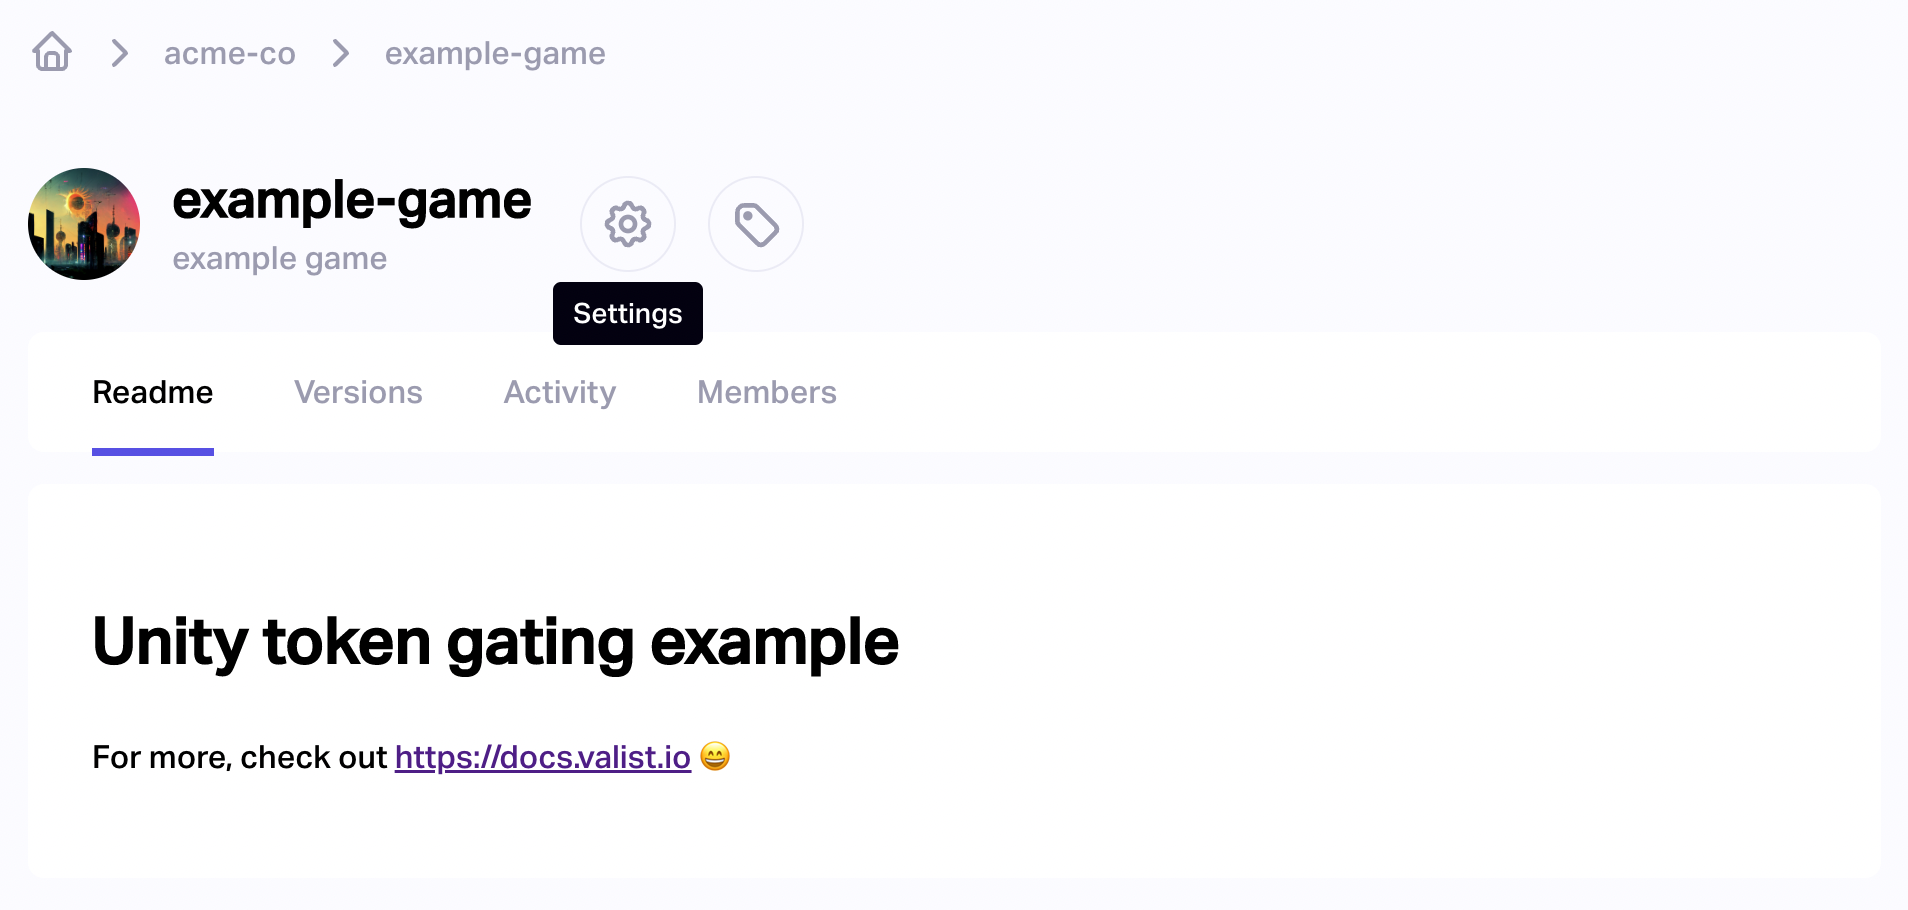 acme-co > example-game
example-game
example game
Settings
Readme Versions Activity Members
Unity token gating example
For more, check out https://docs.valist.io 😄